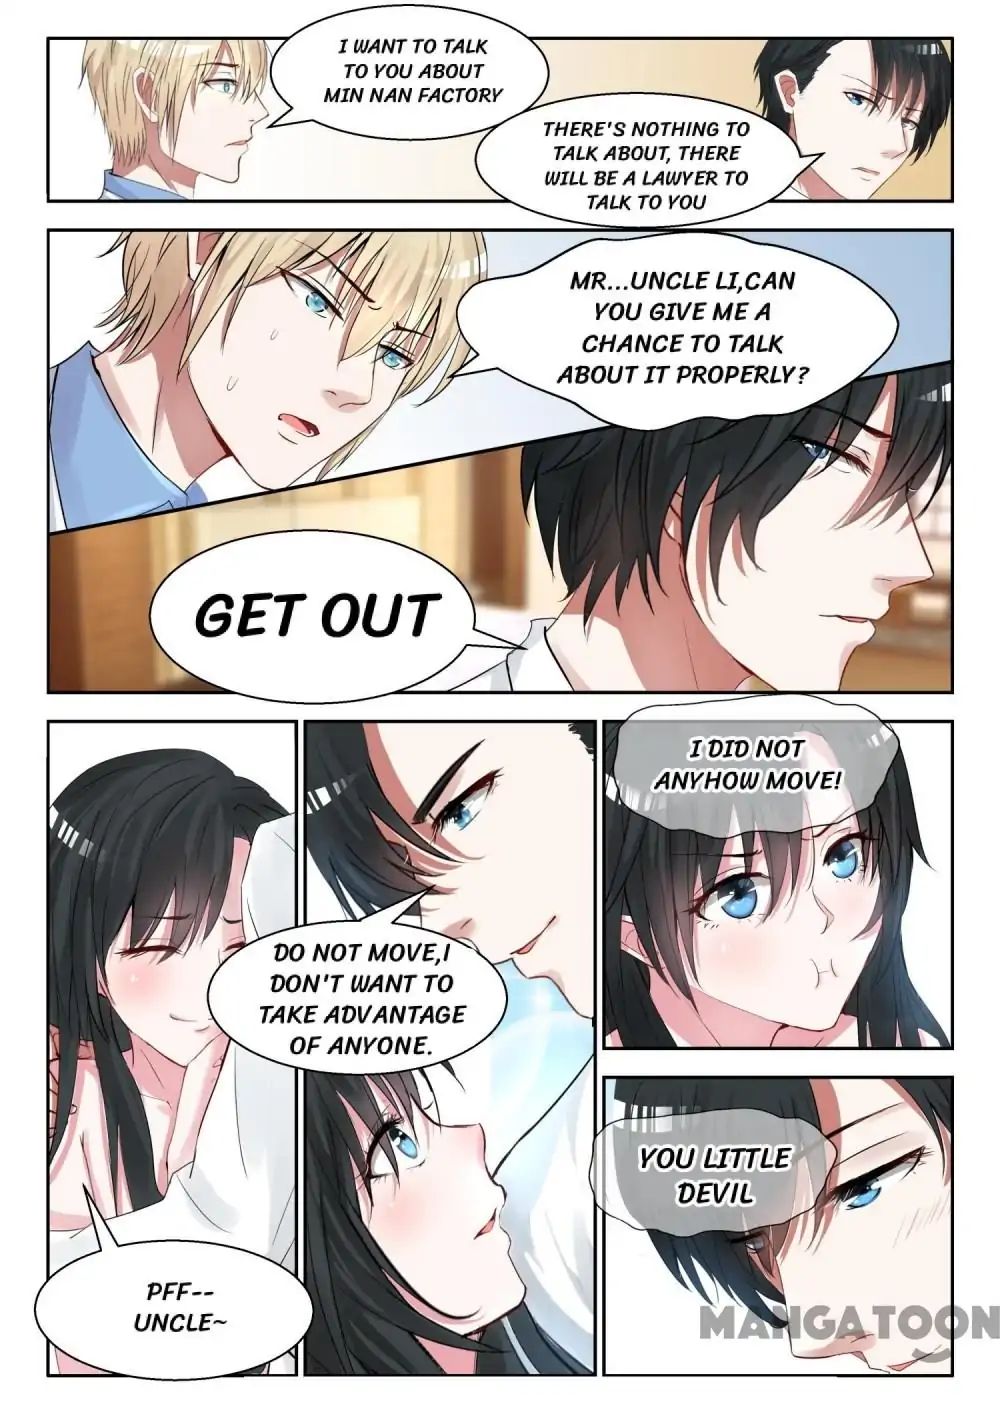 I WANT TO TALK
TO YOU ABOUT
MIN NAN FACTORY
THERE'S NOTHING TO
TALK ABOUT, THERE
WILL BE A LAWYER TO
TALK TO YOU
MR...UNCLE LI,CAN
YOU GIVE ME A
CHANCE TO TALK
ABOUT IT PROPERLY?
GET OUT
PFF--
UNCLE~
DO NOT MOVE,I
DON'T WANT TO
TAKE ADVANTAGE
OF ANYONE.
I DID NOT
ANYHOW MOVE!
YOU LITTLE
DEVIL
MANGATOON